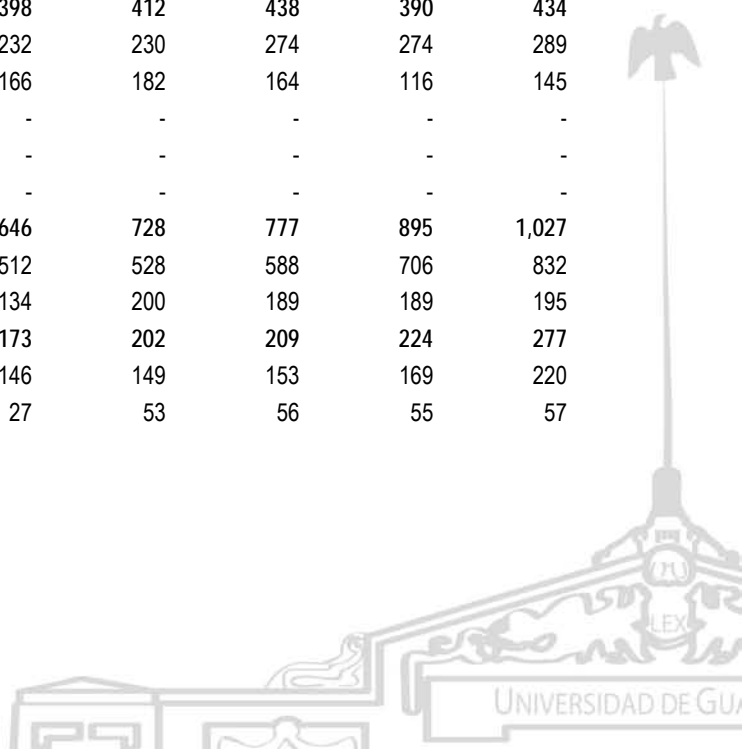 398 412 438 390 434
232 230 274 274 289
166 182 164 116 145
- - - - -
- - - - -
- - - - -
646 728 777 895 1,027
512 528 588 706 832
134 200 189 189 195
173 202 209 224 277
146 149 153 169 220
27 53 56 55 57
LEX
UNIVERSIDAD DE GUA